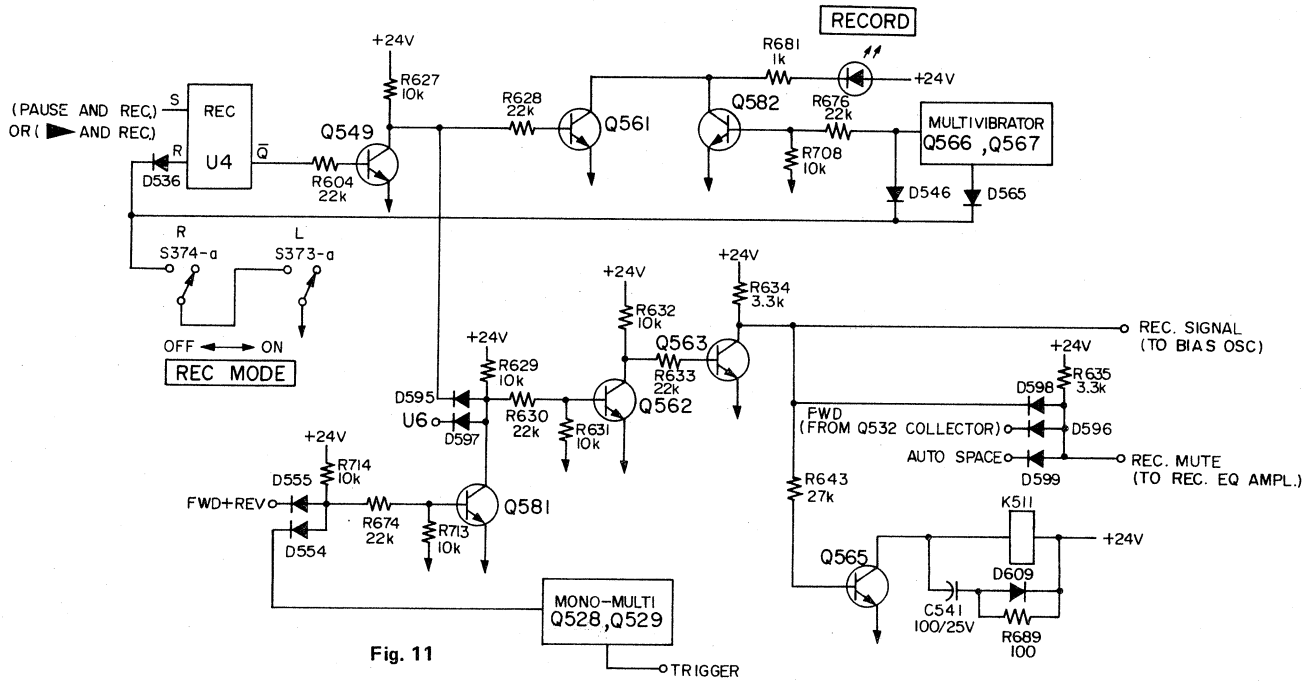 RECORD
+24V
R681
1k
+24V
R627
10k
(PAUSE AND REC.)
OR ( ▶ AND REC.)
S
REC
U4
R
Q̅
D536
Q549
R604
22k
R628
22k
Q561
Q582
R676
22k
R708
10k
MULTIVIBRATOR
Q566 , Q567
D546
D565
R
S374-a
L
S373-a
OFF ⟷ ON
REC MODE
+24V
R634
3.3k
+24V
R632
10k
Q563
R633
22k
Q562
+24V
R629
10k
D595
U6
D597
R630
22k
R631
10k
REC. SIGNAL
(TO BIAS OSC)
+24V
R635
3.3k
D598
FWD
(FROM Q532 COLLECTOR)
D596
AUTO SPACE
D599
REC. MUTE
(TO REC. EQ AMPL.)
+24V
R714
10k
D555
FWD+REV
D554
R674
22k
R713
10k
Q581
R643
27k
Q565
K511
+24V
D609
C541
100/25V
R689
100
MONO-MULTI
Q528,Q529
TRIGGER
Fig. 11